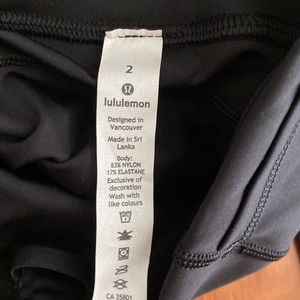 2
lululemon
Designed in
Vancouver
Made in Sri
Lanka
Body:
83% NYLON
17% ELASTANE
Exclusive of
decoration
Wash with
like colours
CA 35801